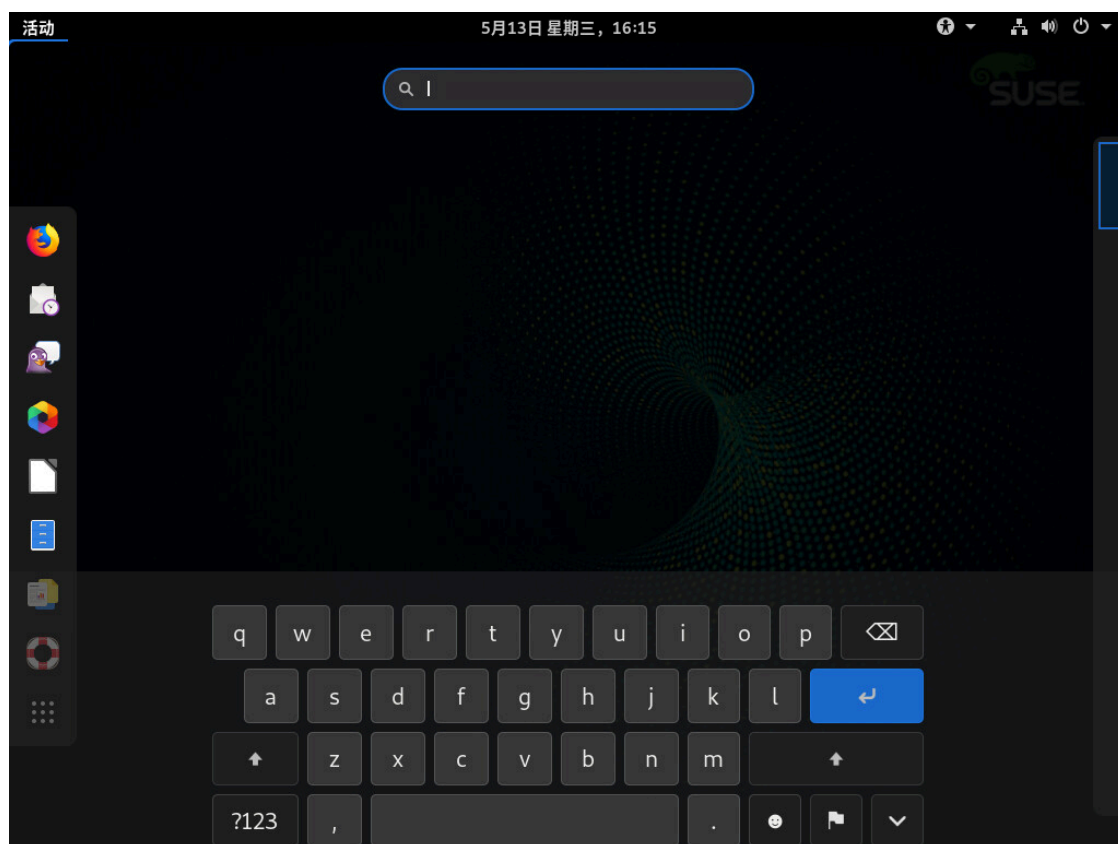 活动 5月13日 星期三，16:15
SUSE
q w e r t y u i o p
a s d f g h j k l
z x c v b n m
?123 , .